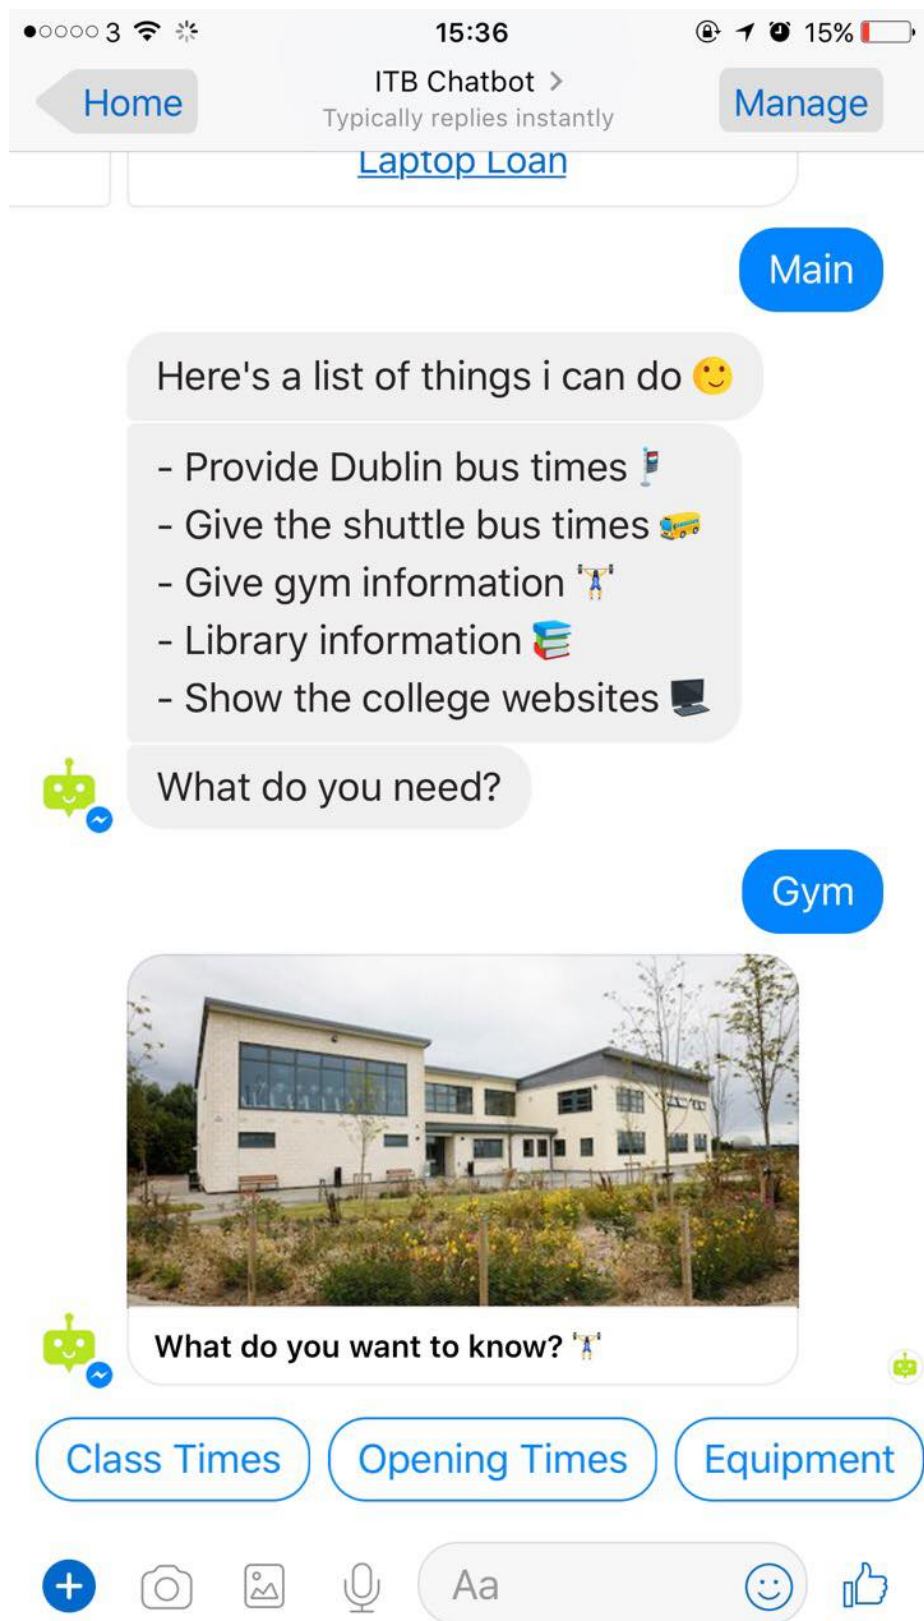 3 15:36 15%
Home ITB Chatbot > Manage
Typically replies instantly
Laptop Loan
Main
Here's a list of things i can do 🙂
- Provide Dublin bus times 🚏
- Give the shuttle bus times 🚌
- Give gym information 🏋
- Library information 📚
- Show the college websites 🖥
What do you need?
Gym
What do you want to know? 🏋
Class Times Opening Times Equipment
Aa